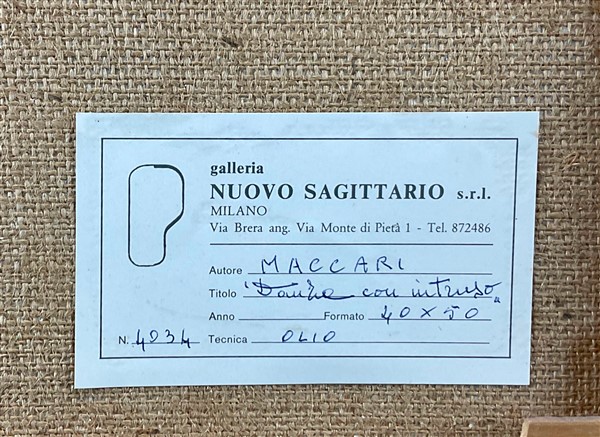 galleria
NUOVO SAGITTARIO s.r.l.
MILANO
Via Brera ang. Via Monte di Pietà 1 - Tel. 872486
Autore MACCARI
Titolo "Danza con intruso"
Anno Formato 40 x 50
N. 4034 Tecnica OLIO